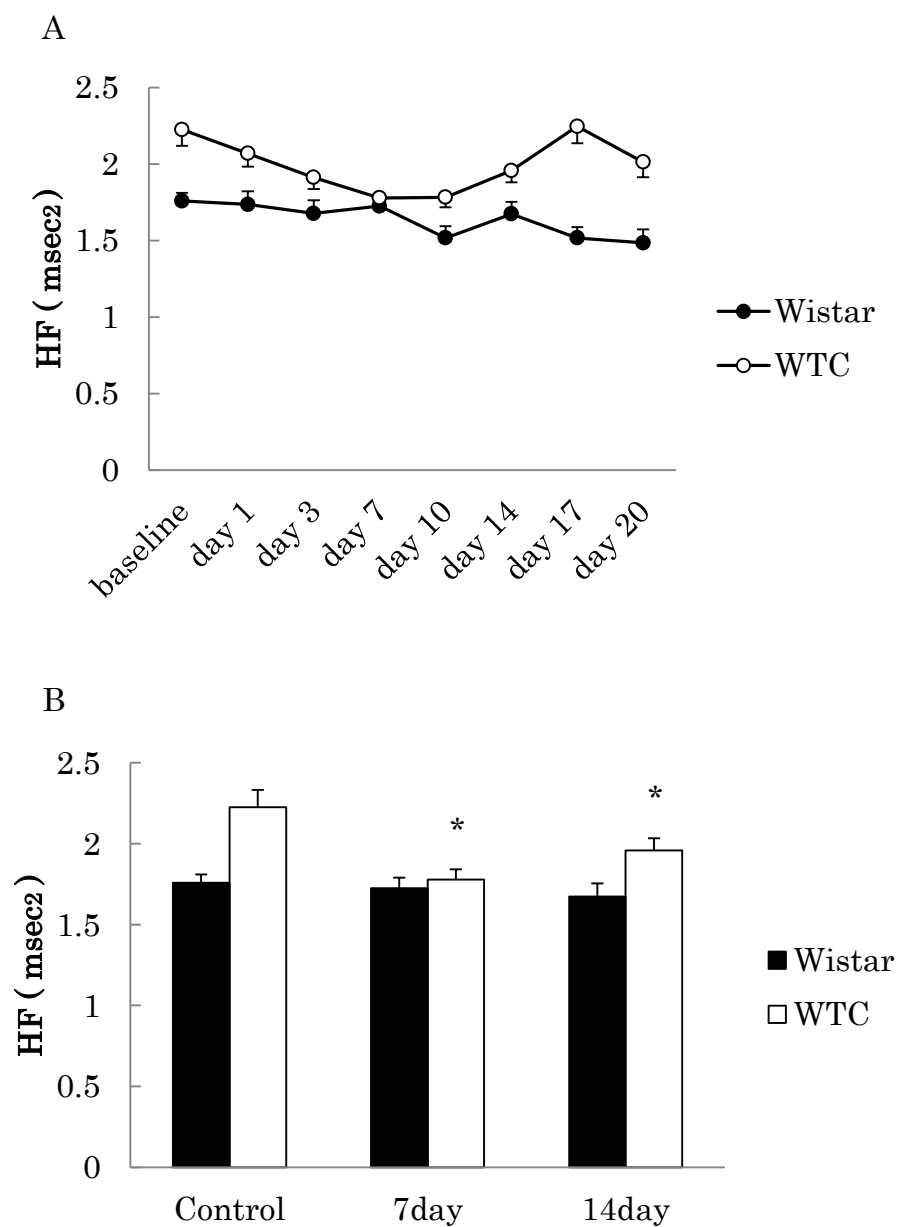 A
2.5
2
1.5
1
0.5
0
HF ( msec2)
baseline
day 1
day 3
day 7
day 10
day 14
day 17
day 20
Wistar
WTC
B
2.5
2
1.5
1
0.5
0
HF ( msec2)
*
*
Control
7day
14day
Wistar
WTC